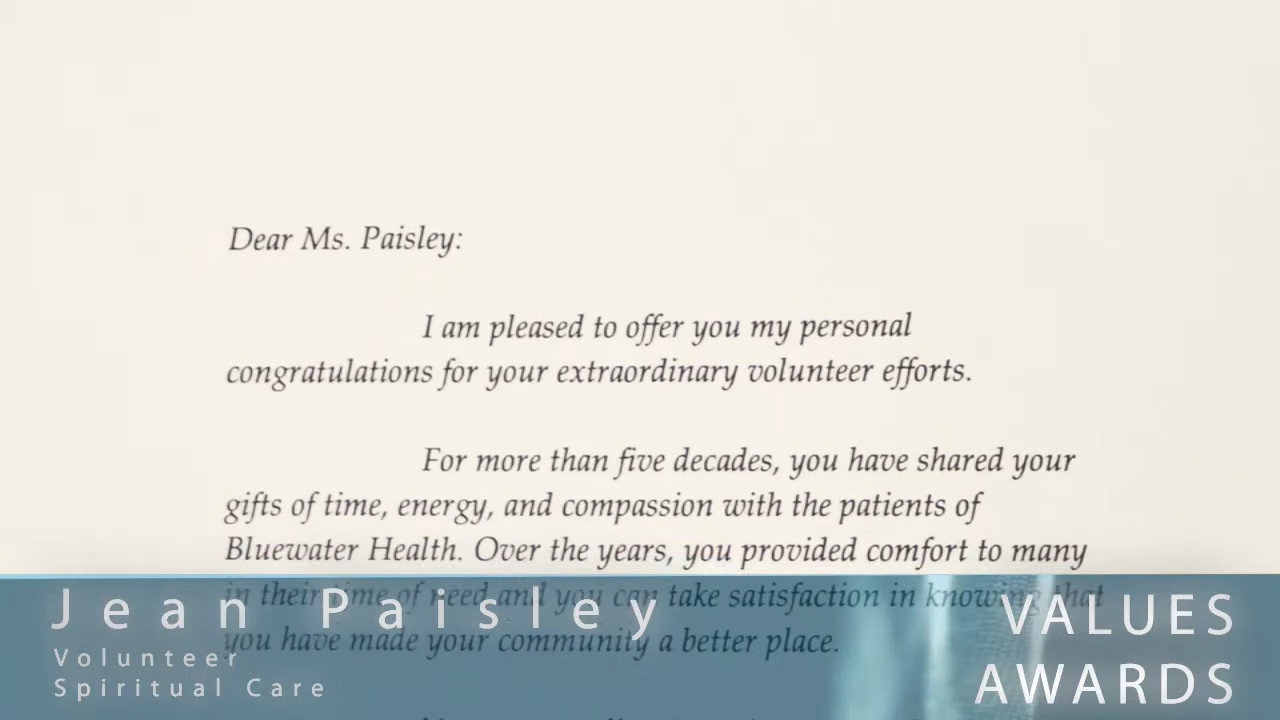 Dear Ms. Paisley:
I am pleased to offer you my personal
congratulations for your extraordinary volunteer efforts.
For more than five decades, you have shared your
gifts of time, energy, and compassion with the patients of
Bluewater Health. Over the years, you provided comfort to many
in their time of need and you can take satisfaction in knowing that
you have made your community a better place.
Jean Paisley
Volunteer
Spiritual Care
VALUES
AWARDS